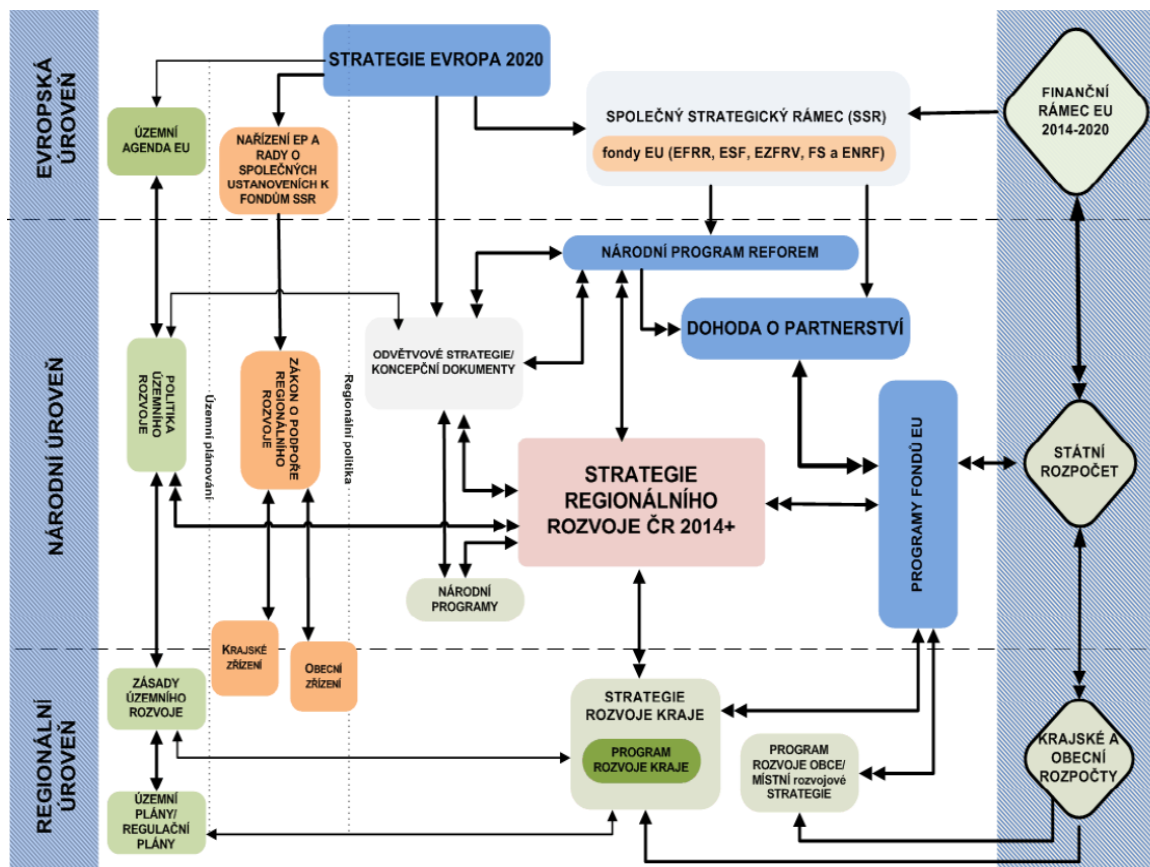 EVROPSKÁ
ÚROVEŇ
STRATEGIE EVROPA 2020
ÚZEMNÍ
AGENDA EU
NAŘÍZENÍ EP A
RADY O
SPOLEČNÝCH
USTANOVENÍCH K
FONDŮM SSR
SPOLEČNÝ STRATEGICKÝ RÁMEC (SSR)
fondy EU (EFRR, ESF, EZFRV, FS a ENRF)
FINANČNÍ
RÁMEC EU
2014-2020
NÁRODNÍ ÚROVEŇ
NÁRODNÍ PROGRAM REFOREM
DOHODA O PARTNERSTVÍ
ODVĚTVOVÉ STRATEGIE/
KONCEPČNÍ DOKUMENTY
POLITIKA
ÚZEMNÍHO
ROZVOJE
Územní plánování
ZÁKON O PODPOŘE
REGIONÁLNÍHO
ROZVOJE
Regionální politika
STRATEGIE
REGIONÁLNÍHO
ROZVOJE ČR 2014+
PROGRAMY FONDŮ EU
STÁTNÍ
ROZPOČET
NÁRODNÍ
PROGRAMY
REGIONÁLNÍ
ÚROVEŇ
KRAJSKÉ
ZŘÍZENÍ
OBECNÍ
ZŘÍZENÍ
ZÁSADY
ÚZEMNÍHO
ROZVOJE
STRATEGIE
ROZVOJE KRAJE
PROGRAM
ROZVOJE KRAJE
PROGRAM
ROZVOJE OBCE/
MÍSTNÍ rozvojové
STRATEGIE
KRAJSKÉ A
OBECNÍ
ROZPOČTY
ÚZEMNÍ
PLÁNY/
REGULAČNÍ
PLÁNY